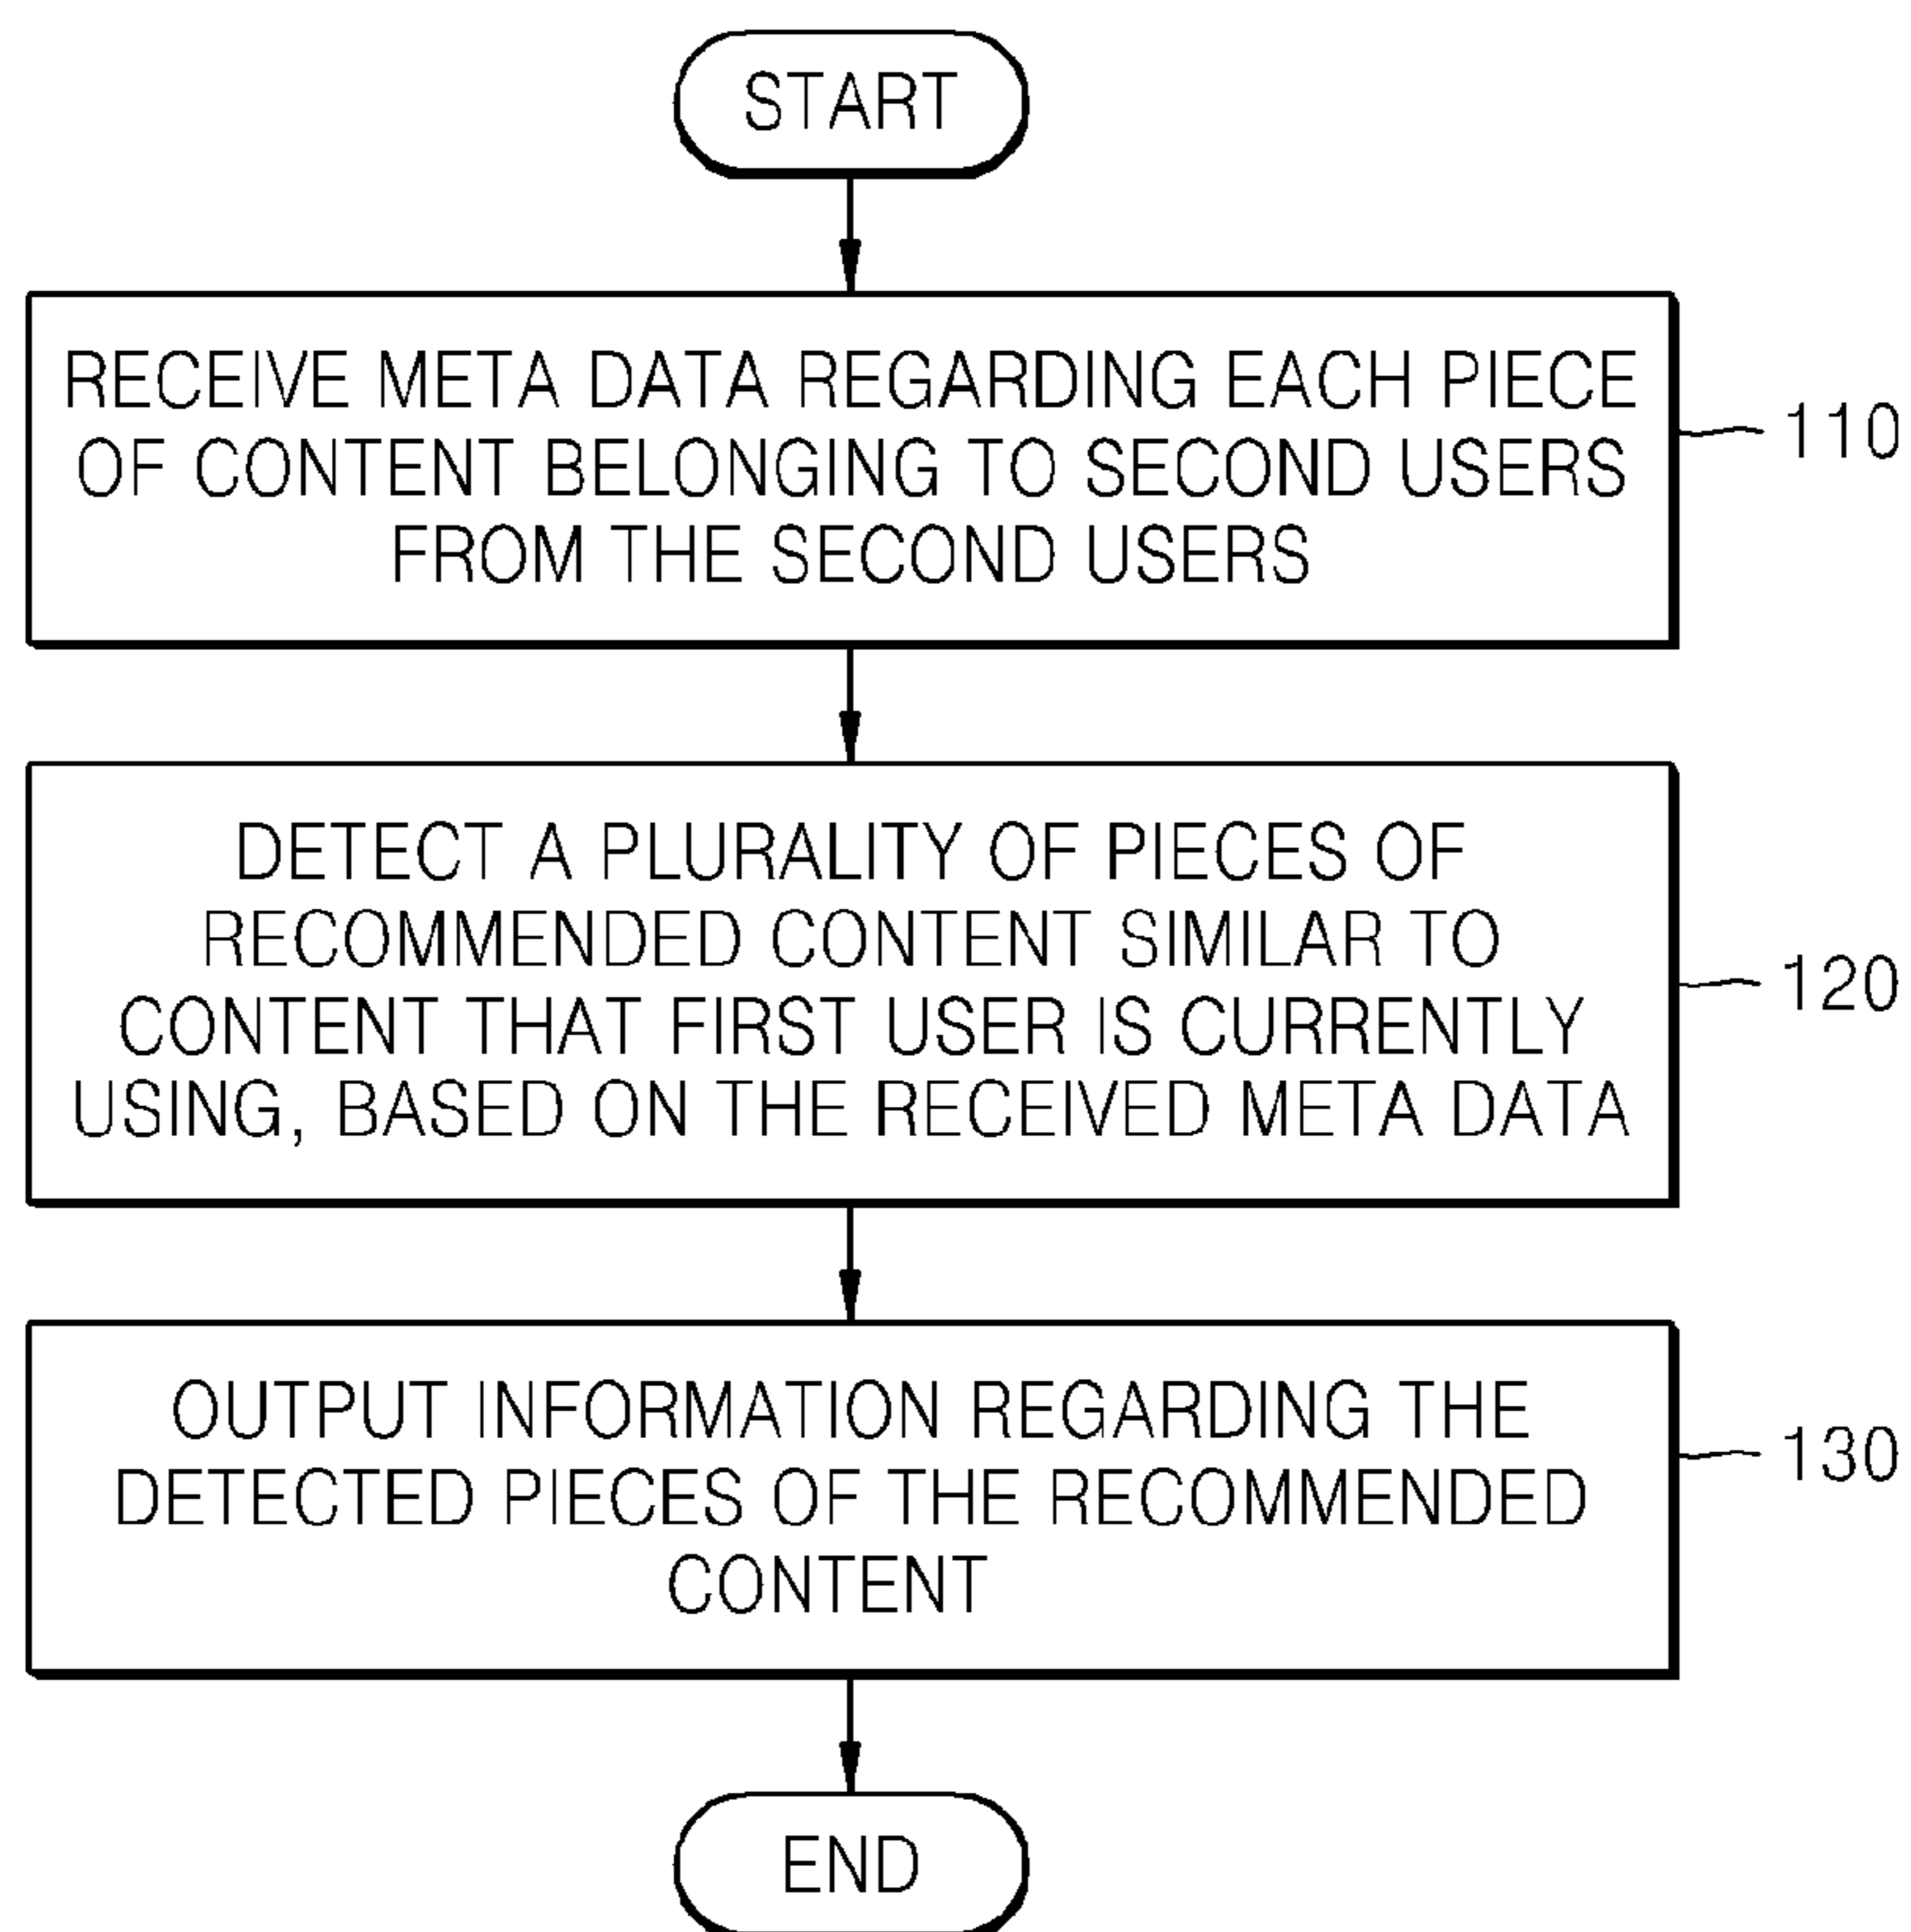 START
RECEIVE META DATA REGARDING EACH PIECE
OF CONTENT BELONGING TO SECOND USERS
FROM THE SECOND USERS
110
DETECT A PLURALITY OF PIECES OF
RECOMMENDED CONTENT SIMILAR TO
CONTENT THAT FIRST USER IS CURRENTLY
USING, BASED ON THE RECEIVED META DATA
120
OUTPUT INFORMATION REGARDING THE
DETECTED PIECES OF THE RECOMMENDED
CONTENT
130
END